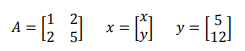 A = [1 2; 2 5] x = [x; y] y = [5; 12]